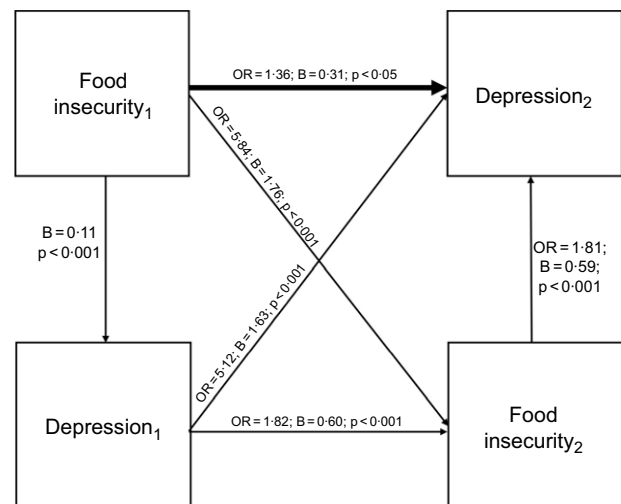 Food
insecurity₁
OR = 1·36; B = 0·31; p < 0·05
Depression₂
OR = 5·84; B = 1·76; p < 0·001
B = 0·11
p < 0·001
OR = 1·81;
B = 0·59;
p < 0·001
OR = 5·12; B = 1·63; p < 0·001
Depression₁
OR = 1·82; B = 0·60; p < 0·001
Food
insecurity₂